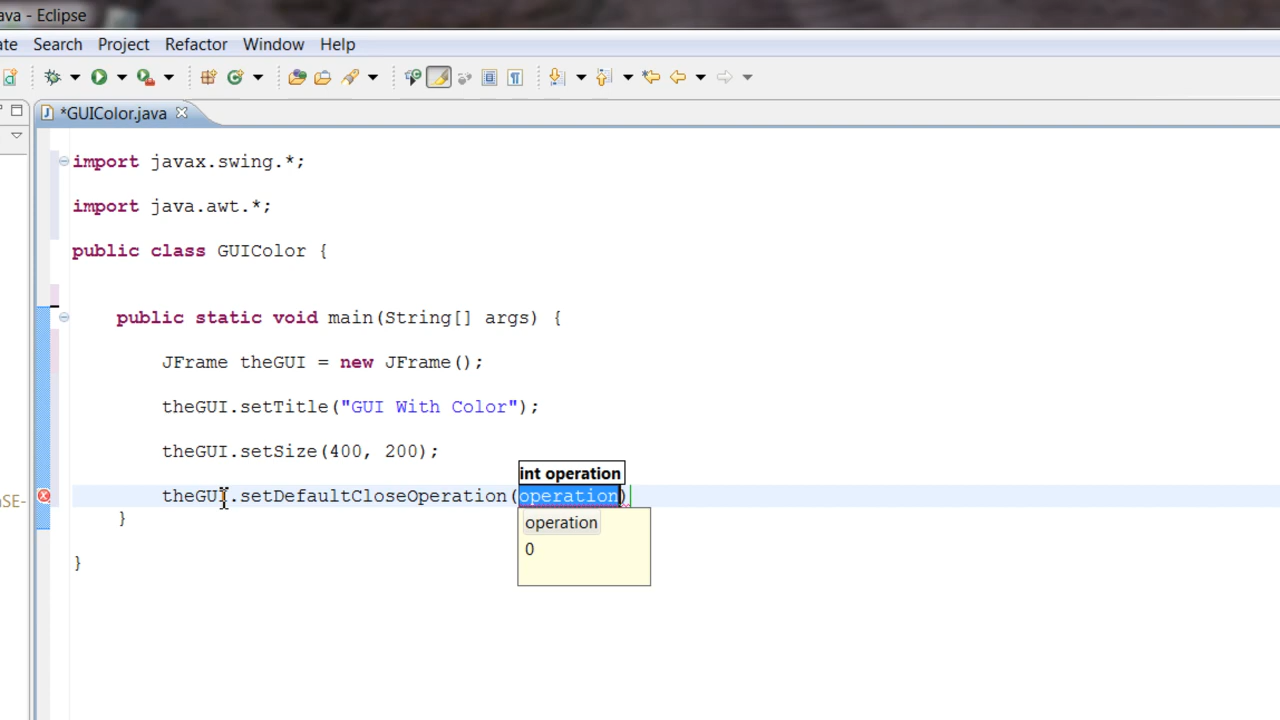 ava - Eclipse
ate Search Project Refactor Window Help
*GUIColor.java
import javax.swing.*;
import java.awt.*;
public class GUIColor {
public static void main(String[] args) {
JFrame theGUI = new JFrame();
theGUI.setTitle("GUI With Color");
theGUI.setSize(400, 200);
int operation
theGUI.setDefaultCloseOperation(operation)
operation
0
aSE-
}
}